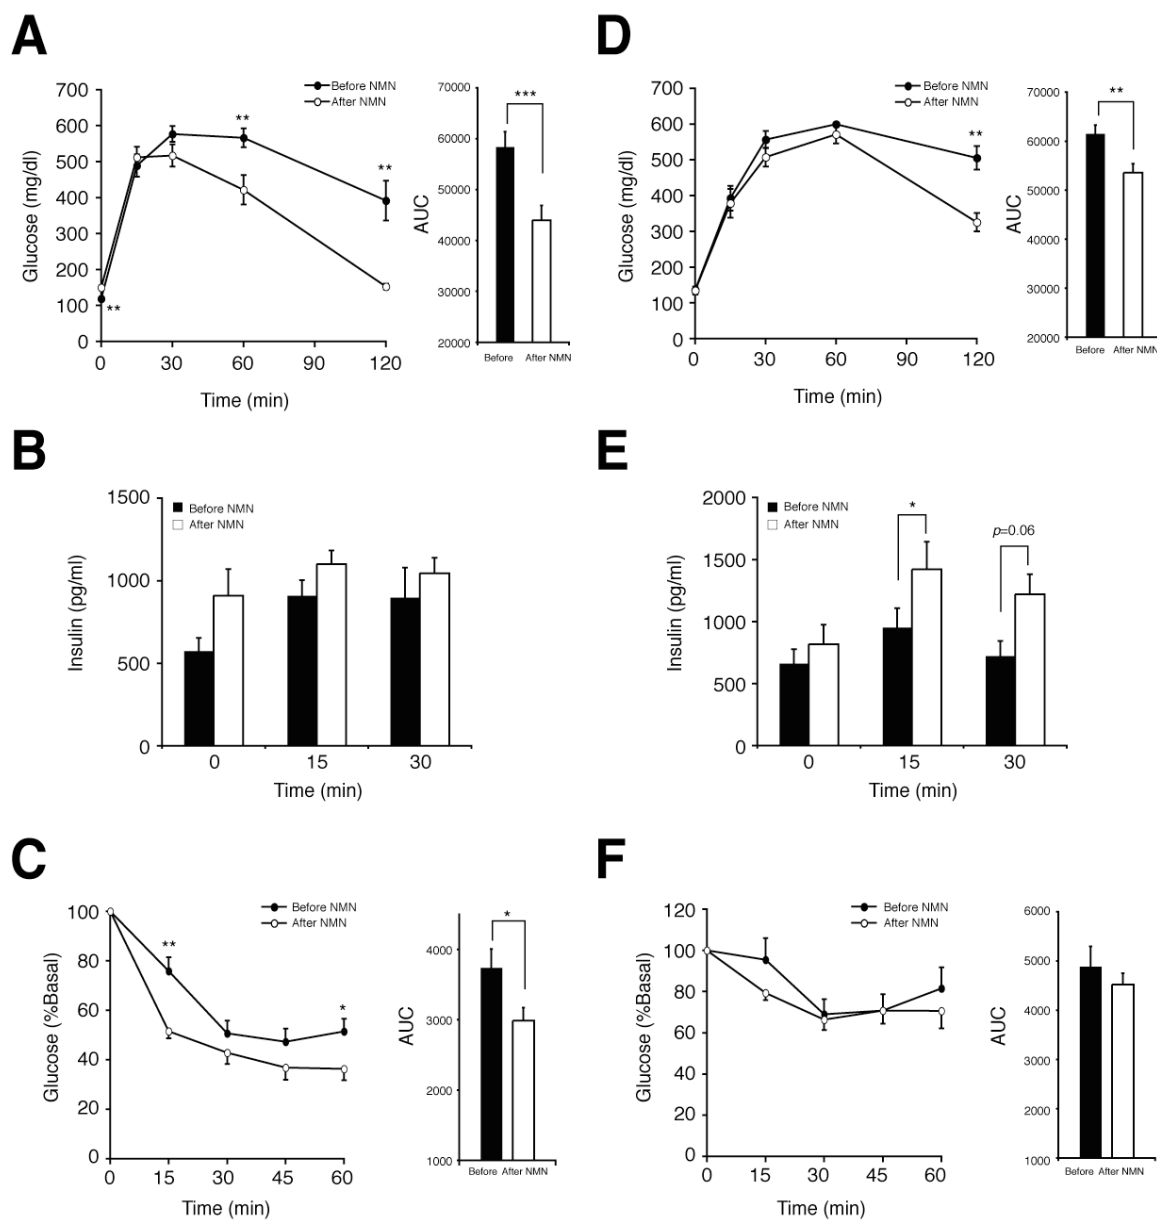 A
Before NMN
After NMN
Glucose (mg/dl)
700
600
500
400
300
200
100
0
**
**
**
0 30 60 90 120
Time (min)
AUC
70000
60000
50000
40000
30000
20000
***
Before After NMN
D
Before NMN
After NMN
Glucose (mg/dl)
700
600
500
400
300
200
100
0
**
0 30 60 90 120
Time (min)
AUC
70000
60000
50000
40000
30000
20000
**
Before After NMN
B
Before NMN
After NMN
Insulin (pg/ml)
1500
1000
500
0
0 15 30
Time (min)
E
Before NMN
After NMN
Insulin (pg/ml)
2000
1500
1000
500
0
*
p=0.06
0 15 30
Time (min)
C
Before NMN
After NMN
Glucose (%Basal)
100
80
60
40
20
0
**
*
0 15 30 45 60
Time (min)
AUC
4000
3000
2000
1000
*
Before After NMN
F
Before NMN
After NMN
Glucose (%Basal)
120
100
80
60
40
20
0
0 15 30 45 60
Time (min)
AUC
6000
5000
4000
3000
2000
1000
Before After NMN